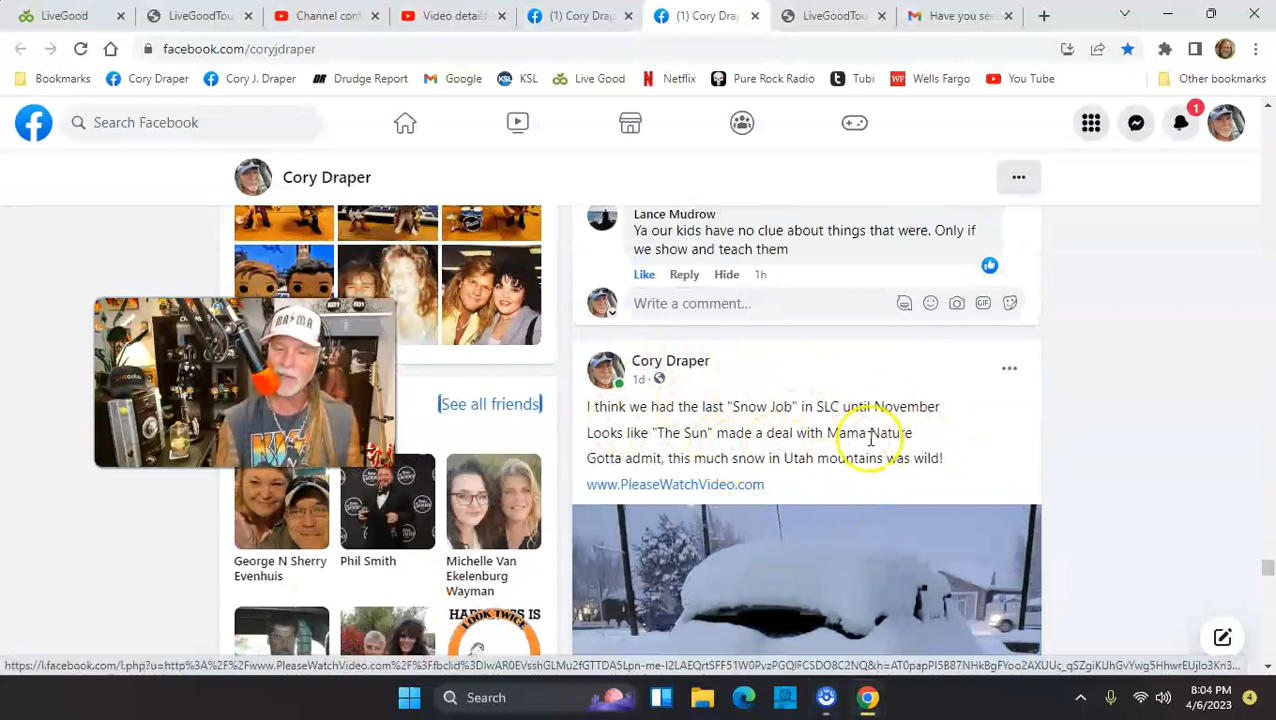 LiveGood
LiveGoodTou
Channel con
Video details
(1) Cory Drap
(1) Cory Drap
LiveGoodTou
Have you see
facebook.com/coryjdraper
Bookmarks
Cory Draper
Cory J. Draper
Drudge Report
Google
KSL
Live Good
Netflix
Pure Rock Radio
Tubi
Wells Fargo
You Tube
Other bookmarks
Search Facebook
1
Cory Draper
Lance Mudrow
Ya our kids have no clue about things that were. Only if
we show and teach them
Like Reply Hide 1h
Write a comment...
GIF
Cory Draper
1d
I think we had the last "Snow Job" in SLC until November
Looks like "The Sun" made a deal with Mama Nature
Gotta admit, this much snow in Utah mountains was wild!
www.PleaseWatchVideo.com
See all friends
George N Sherry
Evenhuis
Phil Smith
Michelle Van
Ekelenburg
Wayman
LOOK TWICE
Search
8:04 PM
4/6/2023
4